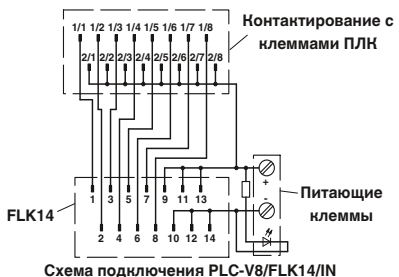 Контактирование с
клеммами ПЛК
1/1 1/2 1/3 1/4 1/5 1/6 1/7 1/8
2/1 2/2 2/3 2/4 2/5 2/6 2/7 2/8
1 3 5 7 9 11 13
+
-
Питающие
клеммы
FLK14
2 4 6 8 10 12 14
Схема подключения PLC-V8/FLK14/IN